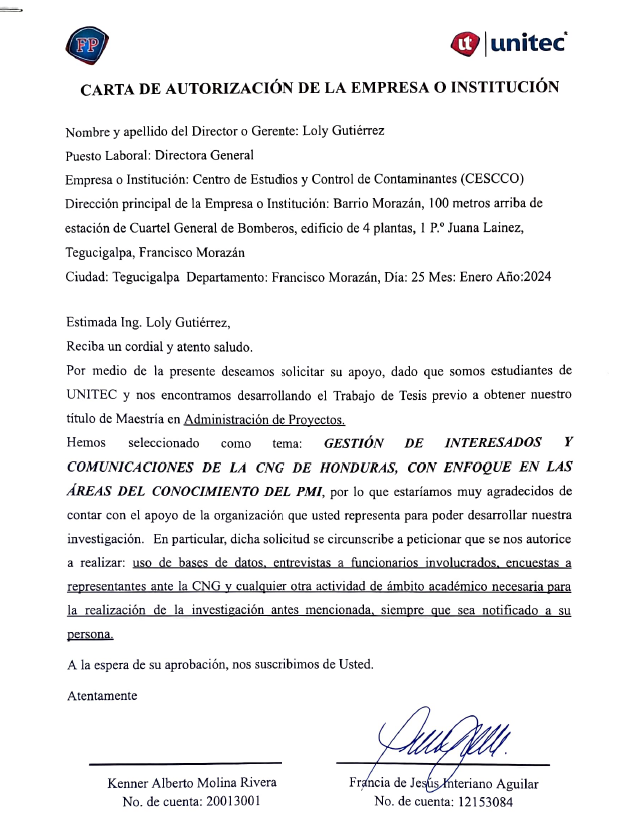 FP
ut unitec
CARTA DE AUTORIZACIÓN DE LA EMPRESA O INSTITUCIÓN
Nombre y apellido del Director o Gerente: Loly Gutiérrez
Puesto Laboral: Directora General
Empresa o Institución: Centro de Estudios y Control de Contaminantes (CESCCO)
Dirección principal de la Empresa o Institución: Barrio Morazán, 100 metros arriba de
estación de Cuartel General de Bomberos, edificio de 4 plantas, 1 P.º Juana Lainez,
Tegucigalpa, Francisco Morazán
Ciudad: Tegucigalpa Departamento: Francisco Morazán, Día: 25 Mes: Enero Año:2024
Estimada Ing. Loly Gutiérrez,
Reciba un cordial y atento saludo.
Por medio de la presente deseamos solicitar su apoyo, dado que somos estudiantes de
UNITEC y nos encontramos desarrollando el Trabajo de Tesis previo a obtener nuestro
título de Maestría en Administración de Proyectos.
Hemos seleccionado como tema: GESTIÓN DE INTERESADOS Y
COMUNICACIONES DE LA CNG DE HONDURAS, CON ENFOQUE EN LAS
ÁREAS DEL CONOCIMIENTO DEL PMI, por lo que estaríamos muy agradecidos de
contar con el apoyo de la organización que usted representa para poder desarrollar nuestra
investigación. En particular, dicha solicitud se circunscribe a peticionar que se nos autorice
a realizar: uso de bases de datos, entrevistas a funcionarios involucrados, encuestas a
representantes ante la CNG y cualquier otra actividad de ámbito académico necesaria para
la realización de la investigación antes mencionada, siempre que sea notificado a su
persona.
A la espera de su aprobación, nos suscribimos de Usted.
Atentamente
Kenner Alberto Molina Rivera
No. de cuenta: 20013001
Francia de Jesús Interiano Aguilar
No. de cuenta: 12153084